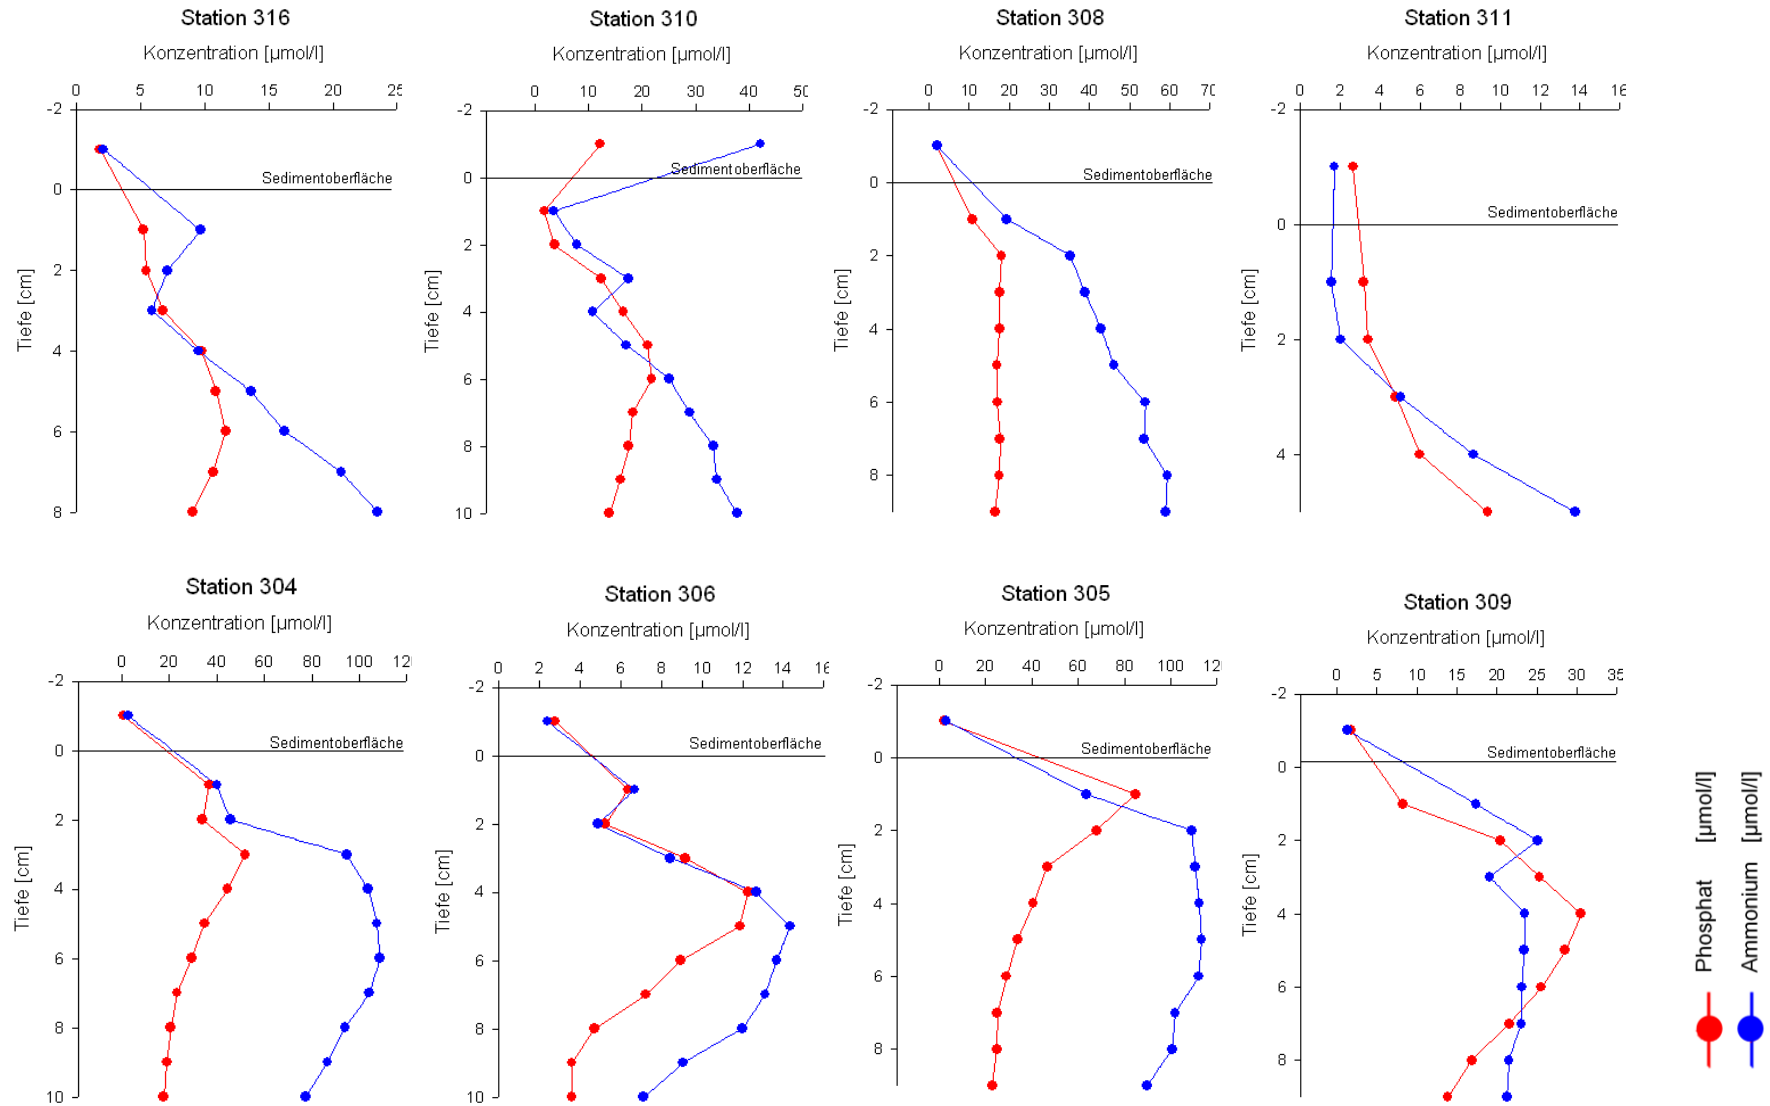 Station 316
Konzentration [µmol/l]
0 5 10 15 20 25
-2
0
2
4
6
8
Tiefe [cm]
Sedimentoberfläche
Station 310
Konzentration [µmol/l]
0 10 20 30 40 50
-2
0
2
4
6
8
10
Tiefe [cm]
Sedimentoberfläche
Station 308
Konzentration [µmol/l]
0 10 20 30 40 50 60 70
-2
0
2
4
6
8
Tiefe [cm]
Sedimentoberfläche
Station 311
Konzentration [µmol/l]
0 2 4 6 8 10 12 14 16
-2
0
2
4
Tiefe [cm]
Sedimentoberfläche
Station 304
Konzentration [µmol/l]
0 20 40 60 80 100 120
-2
0
2
4
6
8
10
Tiefe [cm]
Sedimentoberfläche
Station 306
Konzentration [µmol/l]
0 2 4 6 8 10 12 14 16
-2
0
2
4
6
8
10
Tiefe [cm]
Sedimentoberfläche
Station 305
Konzentration [µmol/l]
0 20 40 60 80 100 120
-2
0
2
4
6
8
Tiefe [cm]
Sedimentoberfläche
Station 309
Konzentration [µmol/l]
0 5 10 15 20 25 30 35
-2
0
2
4
6
8
Tiefe [cm]
Sedimentoberfläche
Phosphat [µmol/l]
Ammonium [µmol/l]